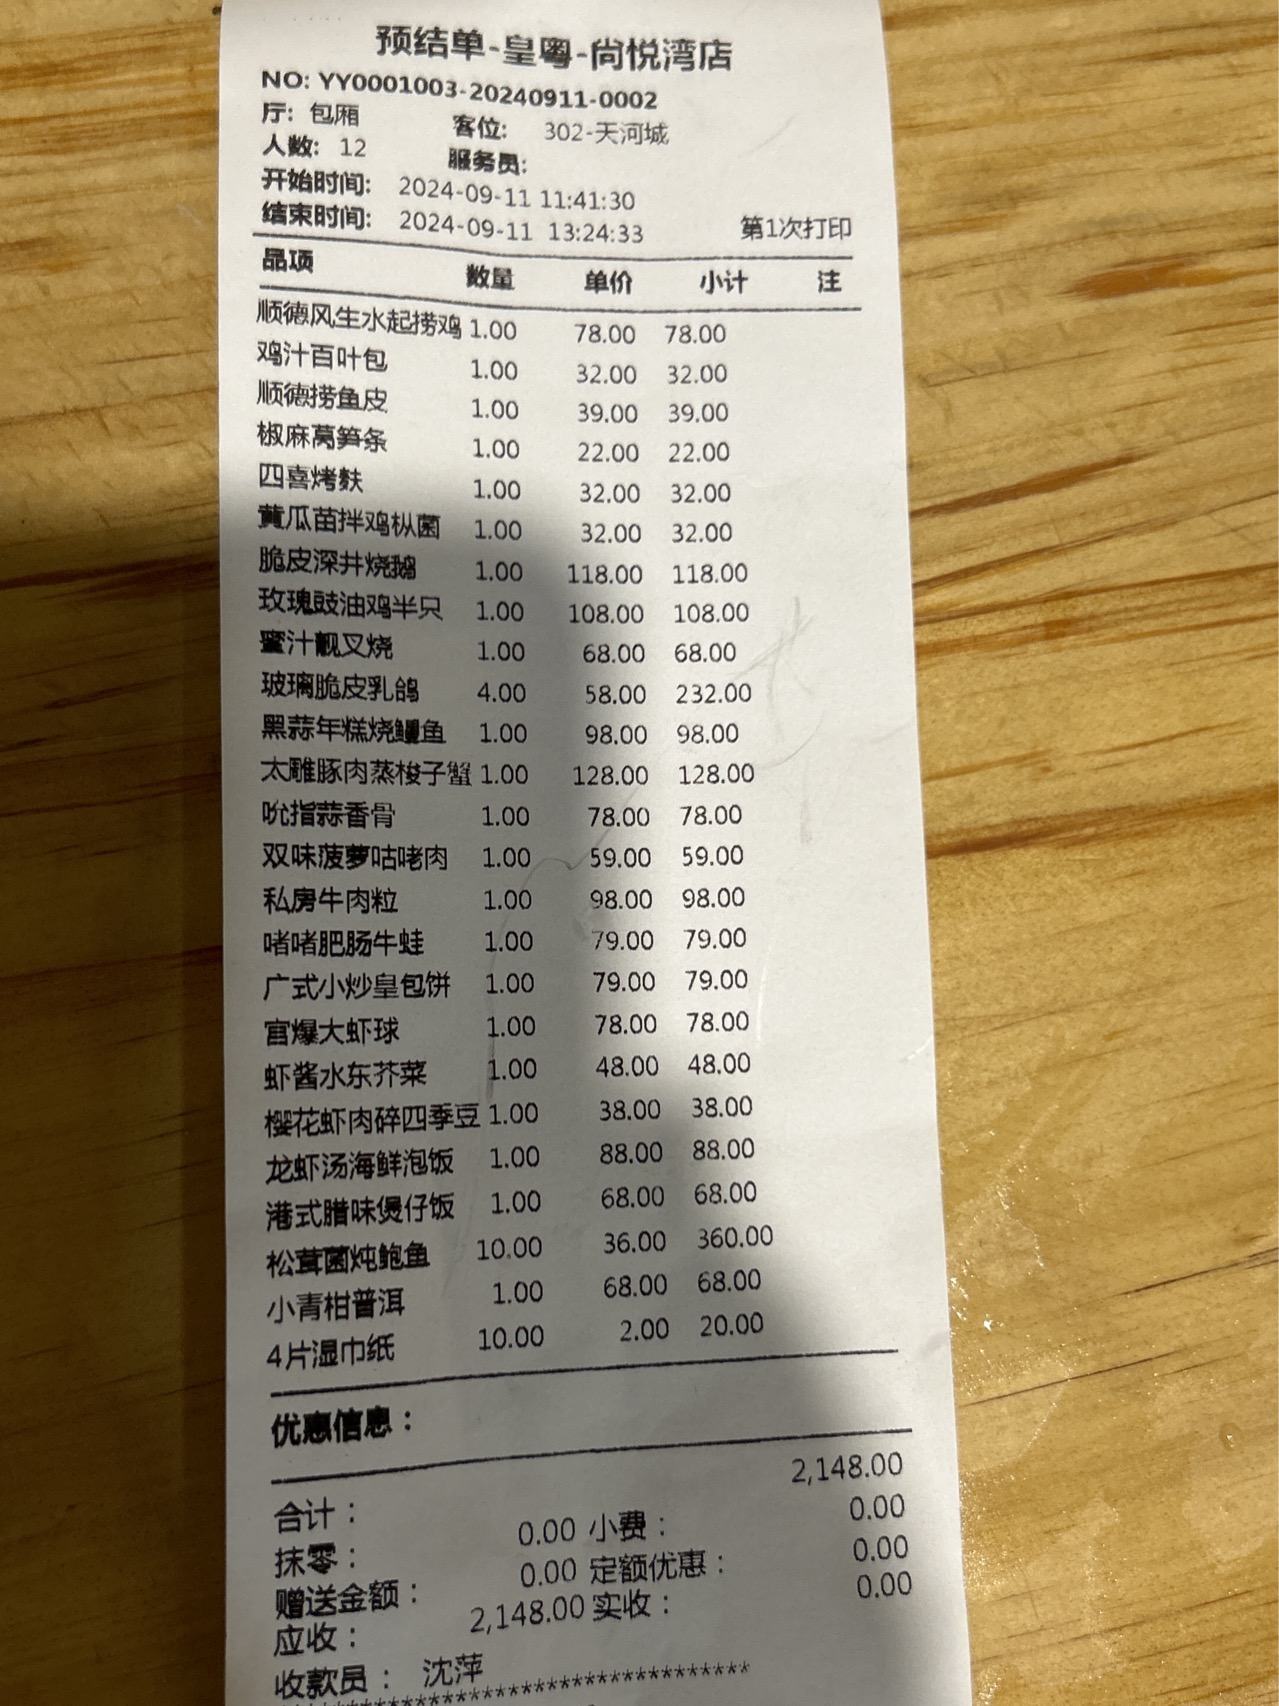 预结单-皇粤-尚悦湾店
NO: YY0001003-20240911-0002
厅: 包厢 客位: 302-天河城
人数: 12 服务员:
开始时间: 2024-09-11 11:41:30
结束时间: 2024-09-11 13:24:33 第1次打印
品项 数量 单价 小计 注
顺德风生水起捞鸡 1.00 78.00 78.00
鸡汁百叶包 1.00 32.00 32.00
顺德捞鱼皮 1.00 39.00 39.00
椒麻莴笋条 1.00 22.00 22.00
四喜烤麸 1.00 32.00 32.00
黄瓜苗拌鸡枞菌 1.00 32.00 32.00
脆皮深井烧鹅 1.00 118.00 118.00
玫瑰豉油鸡半只 1.00 108.00 108.00
蜜汁靓叉烧 1.00 68.00 68.00
玻璃脆皮乳鸽 4.00 58.00 232.00
黑蒜年糕烧鳗鱼 1.00 98.00 98.00
太雕豚肉蒸梭子蟹 1.00 128.00 128.00
吮指蒜香骨 1.00 78.00 78.00
双味菠萝咕咾肉 1.00 59.00 59.00
私房牛肉粒 1.00 98.00 98.00
啫啫肥肠牛蛙 1.00 79.00 79.00
广式小炒皇包饼 1.00 79.00 79.00
宫爆大虾球 1.00 78.00 78.00
虾酱水东芥菜 1.00 48.00 48.00
樱花虾肉碎四季豆 1.00 38.00 38.00
龙虾汤海鲜泡饭 1.00 88.00 88.00
港式腊味煲仔饭 1.00 68.00 68.00
松茸菌炖鲍鱼 10.00 36.00 360.00
小青柑普洱 1.00 68.00 68.00
4片湿巾纸 10.00 2.00 20.00
优惠信息：
合计： 2,148.00
抹零： 0.00 小费： 0.00
赠送金额： 0.00 定额优惠： 0.00
应收： 2,148.00 实收： 0.00
收款员： 沈萍